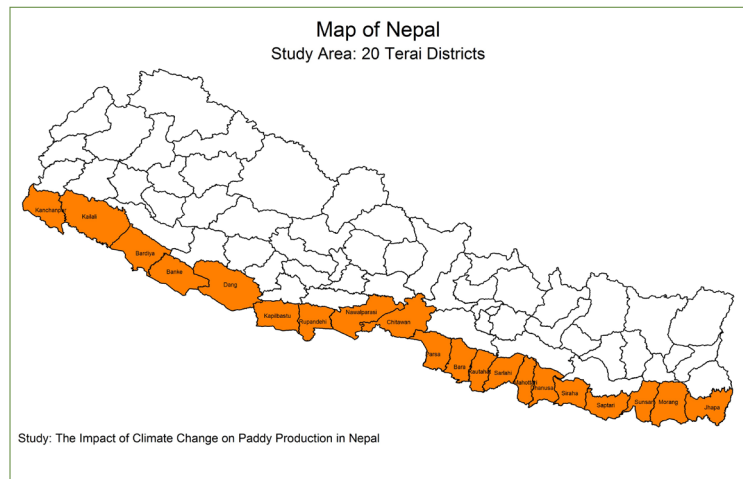 Map of Nepal
Study Area: 20 Terai Districts
Kanchanpur
Kailali
Bardiya
Banke
Dang
Kapilbastu
Rupandehi
Nawalparasi
Chitawan
Parsa
Bara
Rautahat
Sarlahi
Mahottari
Dhanusa
Siraha
Saptari
Sunsari
Morang
Jhapa
Study: The Impact of Climate Change on Paddy Production in Nepal